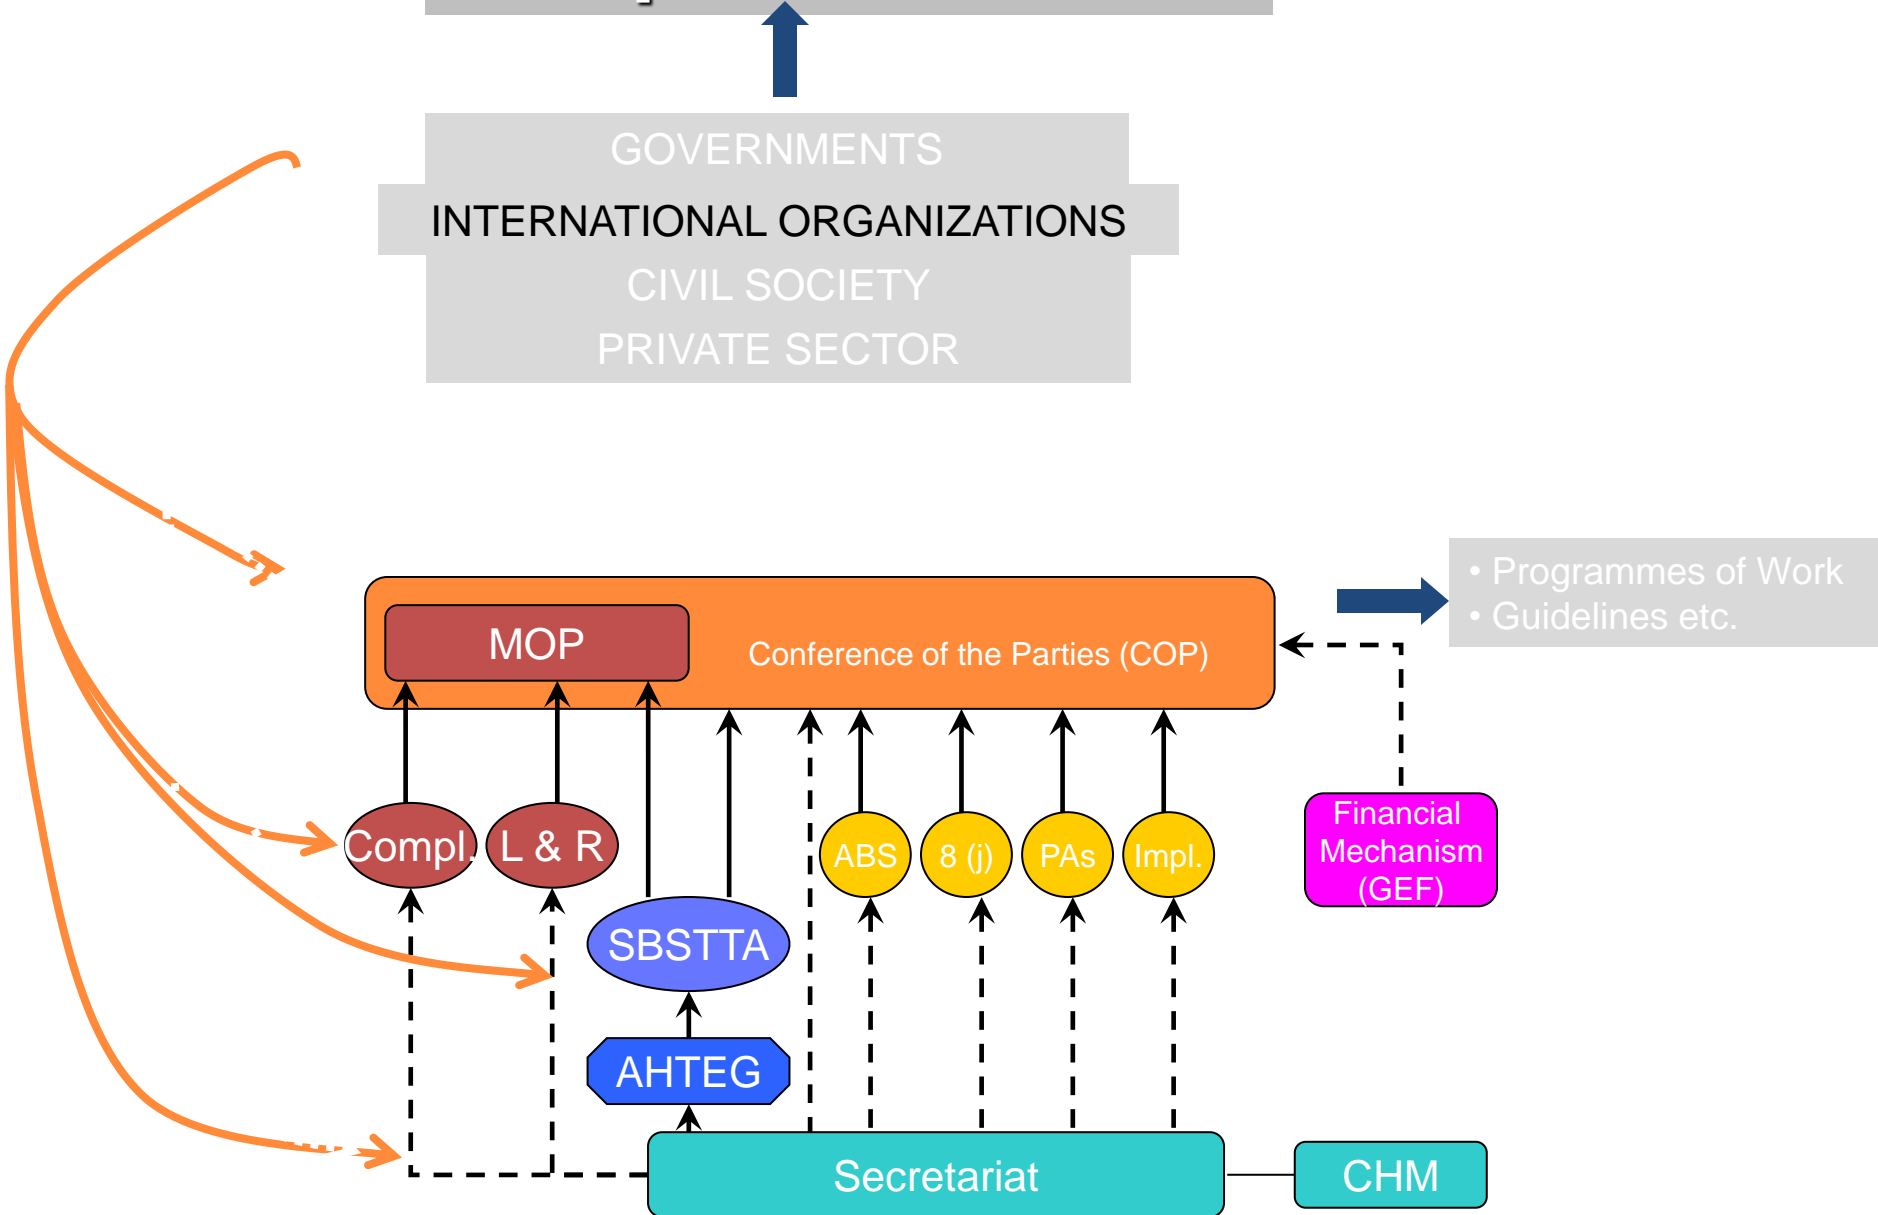 GOVERNMENTS
INTERNATIONAL ORGANIZATIONS
CIVIL SOCIETY
PRIVATE SECTOR
• Programmes of Work
• Guidelines etc.
MOP
Conference of the Parties (COP)
Compl.
L & R
ABS
8 (j)
PAs
Impl.
Financial
Mechanism
(GEF)
SBSTTA
AHTEG
Secretariat
CHM